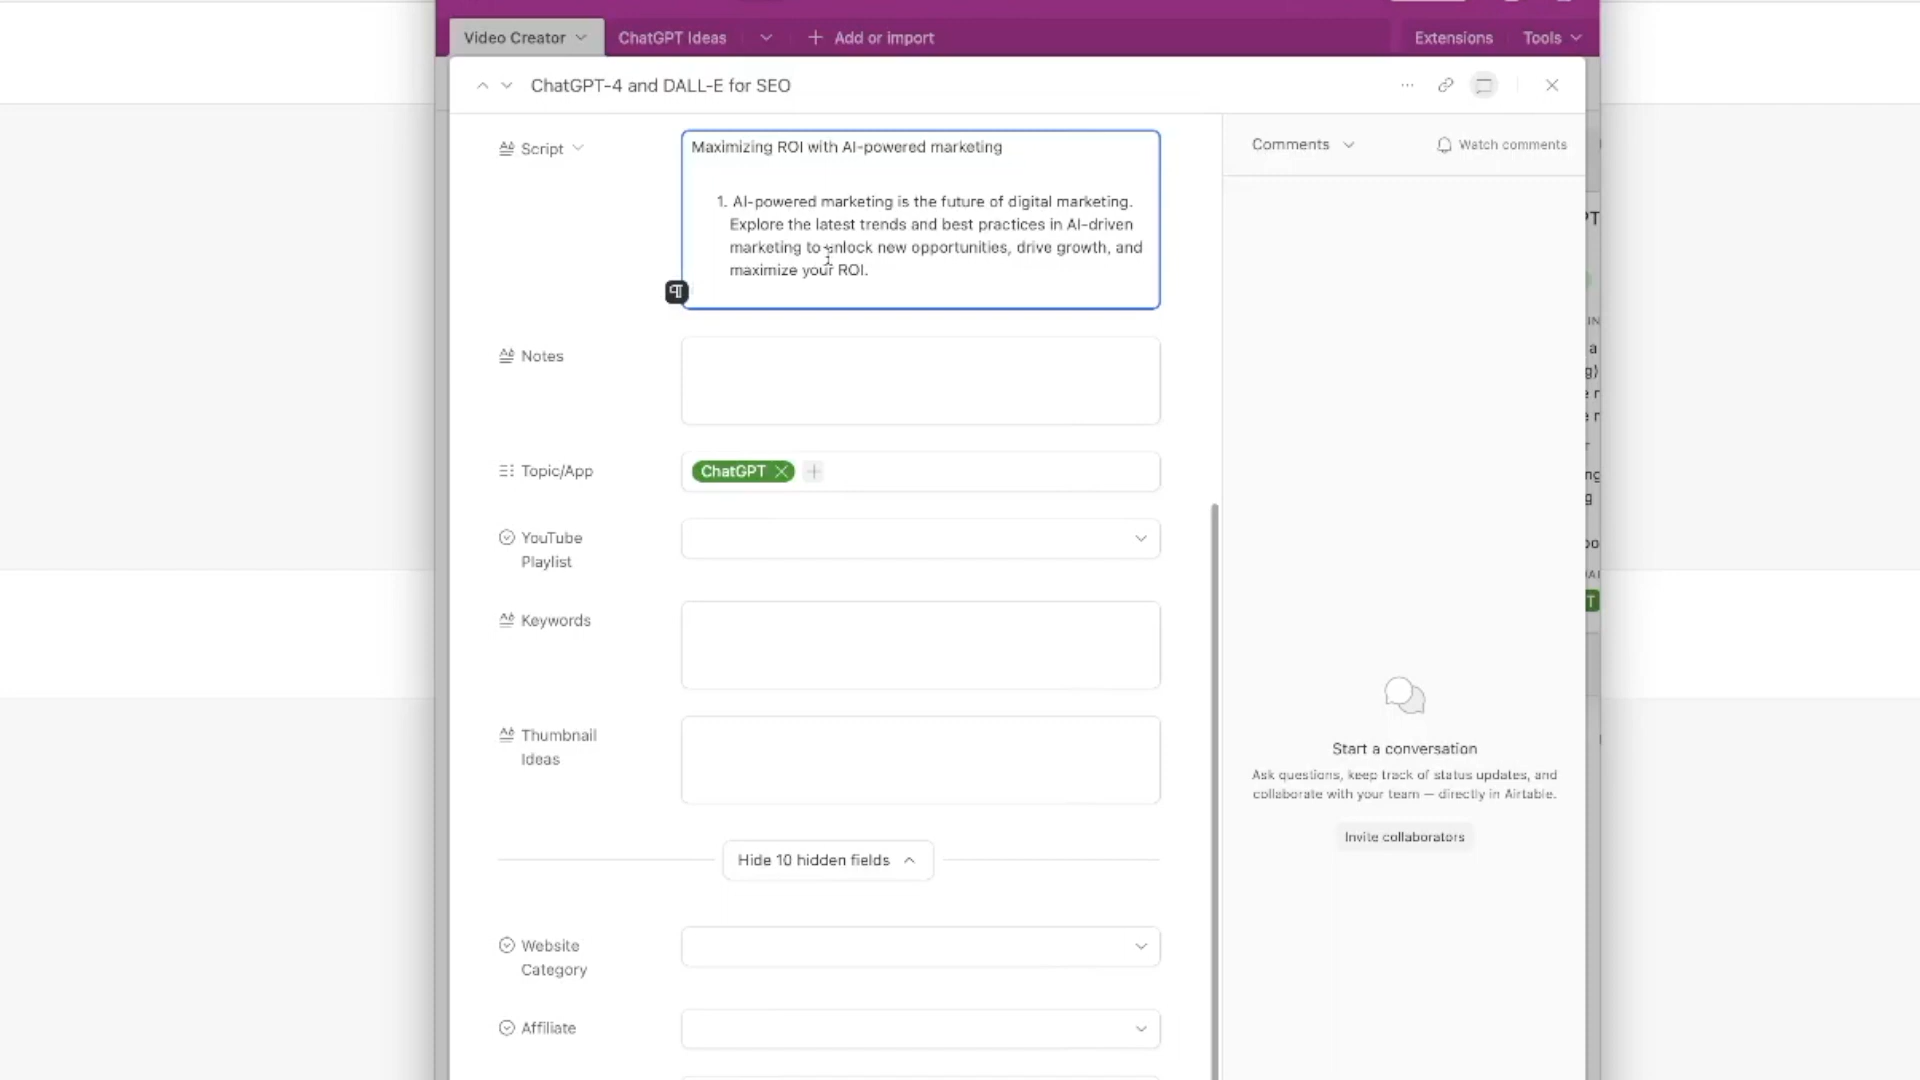 Video Creator
ChatGPT Ideas
Add or import
Extensions
Tools
ChatGPT-4 and DALL-E for SEO
Script
Maximizing ROI with AI-powered marketing
1. AI-powered marketing is the future of digital marketing.
Explore the latest trends and best practices in AI-driven
marketing to unlock new opportunities, drive growth, and
maximize your ROI.
Notes
Topic/App
ChatGPT
YouTube
Playlist
Keywords
Thumbnail
Ideas
Hide 10 hidden fields
Website
Category
Affiliate
Comments
Watch comments
Start a conversation
Ask questions, keep track of status updates, and
collaborate with your team — directly in Airtable.
Invite collaborators